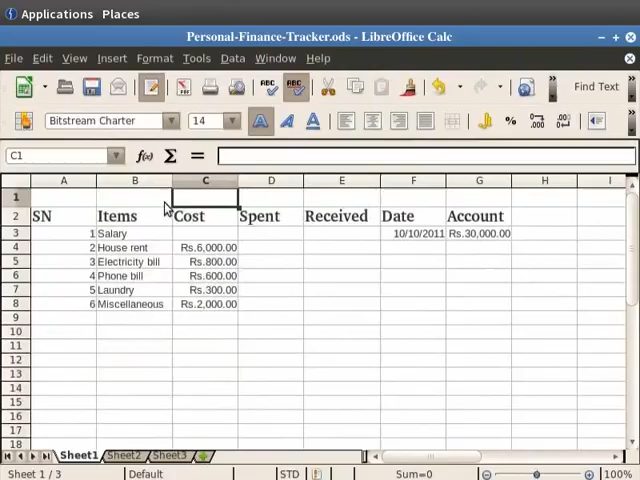 Applications Places
Personal-Finance-Tracker.ods - LibreOffice Calc
File Edit View Insert Format Tools Data Window Help
Find Text
Bitstream Charter 14
C1
A B C D E F G H I
1
2 SN Items Cost Spent Received Date Account
3 1 Salary 10/10/2011 Rs.30,000.00
4 2 House rent Rs.6,000.00
5 3 Electricity bill Rs.800.00
6 4 Phone bill Rs.600.00
7 5 Laundry Rs.300.00
8 6 Miscellaneous Rs.2,000.00
9
10
11
12
13
14
15
16
17
18
Sheet1 Sheet2 Sheet3
Sheet 1 / 3 Default STD Sum=0 100%